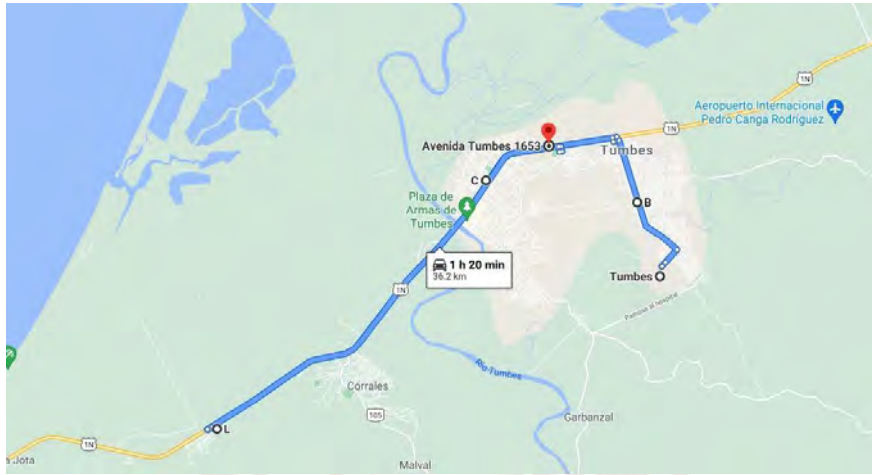 1N
Aeropuerto Internacional
Pedro Canga Rodríguez
1N
Avenida Tumbes 1653
Tumbes
C
Plaza de
Armas de
Tumbes
B
1 h 20 min
36.2 km
Tumbes
1N
Río Tumbes
Corrales
105
Garbanzal
L
1N
a Jota
Malval